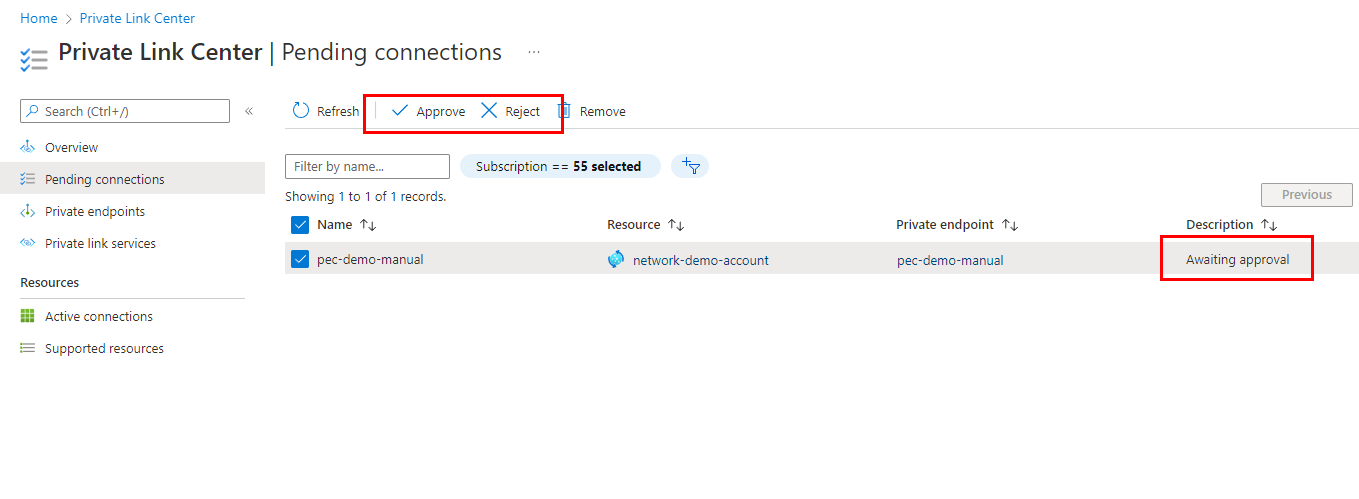 Home > Private Link Center
Private Link Center | Pending connections ...
Search (Ctrl+/) «
Overview
Pending connections
Private endpoints
Private link services
Resources
Active connections
Supported resources
Refresh Approve Reject Remove
Filter by name... Subscription == 55 selected
Showing 1 to 1 of 1 records.
Previous
Name ↑↓ Resource ↑↓ Private endpoint ↑↓ Description ↑↓
pec-demo-manual network-demo-account pec-demo-manual Awaiting approval